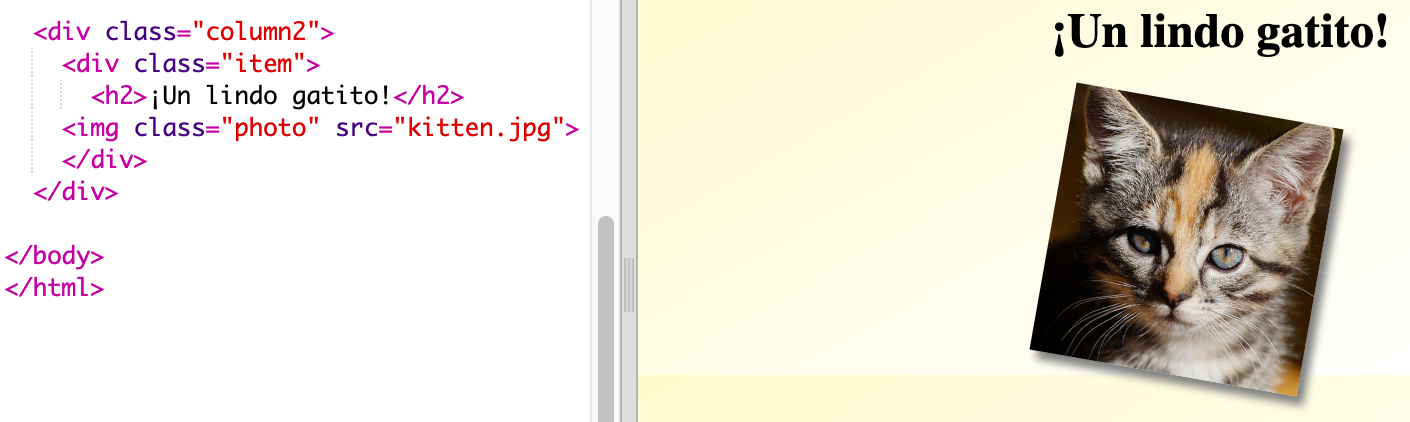 <div class="column2">
<div class="item">
<h2>¡Un lindo gatito!</h2>
<img class="photo" src="kitten.jpg">
</div>
</div>
</body>
</html>
¡Un lindo gatito!